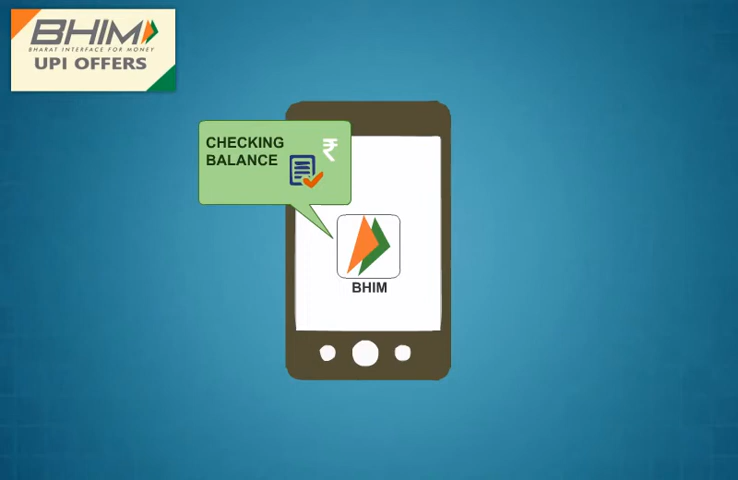 BHIM
BHARAT INTERFACE FOR MONEY
UPI OFFERS
CHECKING
BALANCE
₹
BHIM